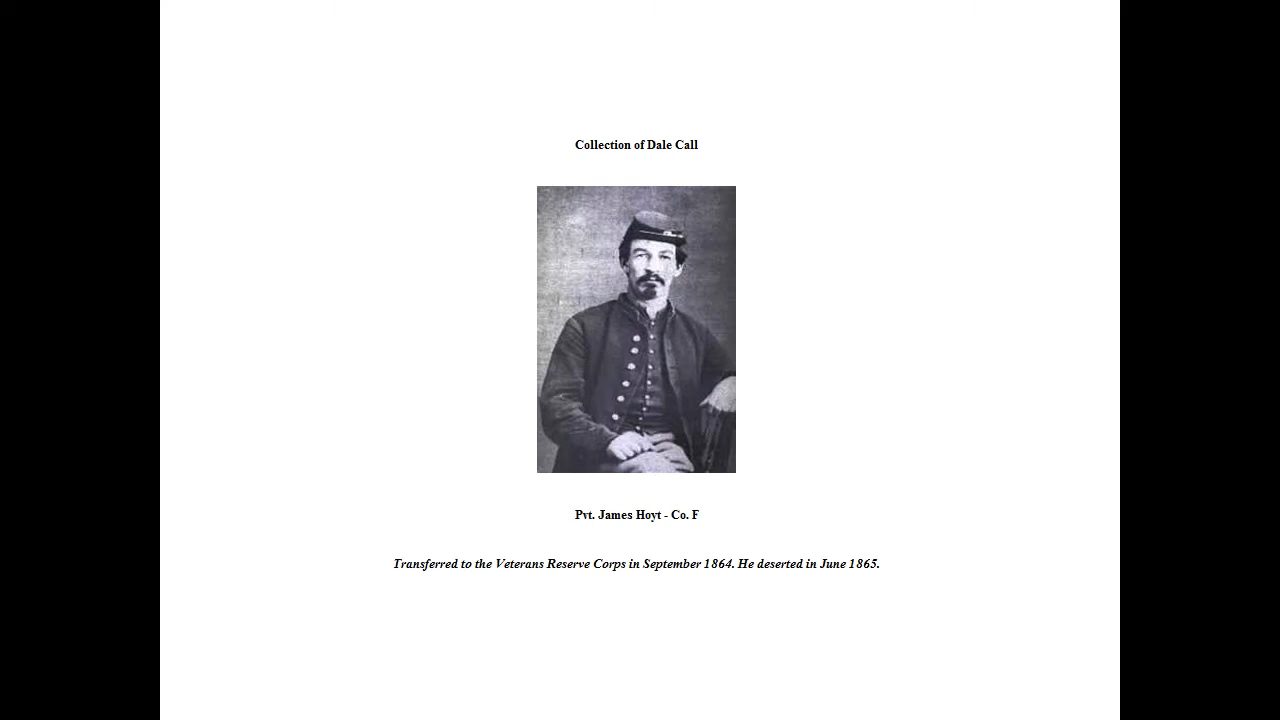 Collection of Dale Call
Pvt. James Hoyt - Co. F
Transferred to the Veterans Reserve Corps in September 1864. He deserted in June 1865.